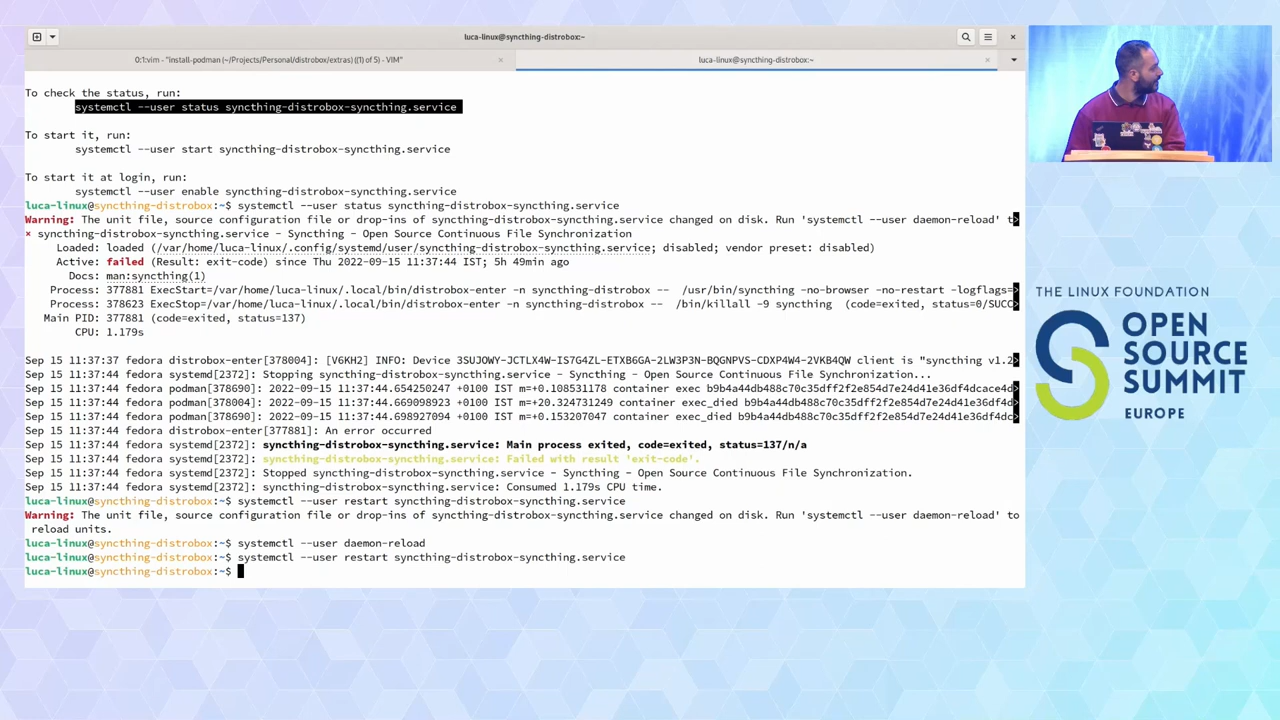 luca-linux@syncthing-distrobox:~
0:1:vim - "install-podman (~/Projects/Personal/distrobox/extras) ((1) of 5) - VIM"
luca-linux@syncthing-distrobox:~
To check the status, run:
systemctl --user status syncthing-distrobox-syncthing.service
To start it, run:
systemctl --user start syncthing-distrobox-syncthing.service
To start it at login, run:
systemctl --user enable syncthing-distrobox-syncthing.service
luca-linux@syncthing-distrobox:~$ systemctl --user status syncthing-distrobox-syncthing.service
Warning: The unit file, source configuration file or drop-ins of syncthing-distrobox-syncthing.service changed on disk. Run 'systemctl --user daemon-reload' t>
× syncthing-distrobox-syncthing.service - Syncthing - Open Source Continuous File Synchronization
Loaded: loaded (/var/home/luca-linux/.config/systemd/user/syncthing-distrobox-syncthing.service; disabled; vendor preset: disabled)
Active: failed (Result: exit-code) since Thu 2022-09-15 11:37:44 IST; 5h 49min ago
Docs: man:syncthing(1)
Process: 377881 ExecStart=/var/home/luca-linux/.local/bin/distrobox-enter -n syncthing-distrobox -- /usr/bin/syncthing -no-browser -no-restart -logflags=>
Process: 378623 ExecStop=/var/home/luca-linux/.local/bin/distrobox-enter -n syncthing-distrobox -- /bin/killall -9 syncthing (code=exited, status=0/SUCC>
Main PID: 377881 (code=exited, status=137)
CPU: 1.179s
Sep 15 11:37:37 fedora distrobox-enter[378004]: [V6KH2] INFO: Device 3SUJOWY-JCTLX4W-IS7G4ZL-ETXB6GA-2LW3P3N-BQGNPVS-CDXP4W4-2VKB4QW client is "syncthing v1.2>
Sep 15 11:37:44 fedora systemd[2372]: Stopping syncthing-distrobox-syncthing.service - Syncthing - Open Source Continuous File Synchronization...
Sep 15 11:37:44 fedora podman[378690]: 2022-09-15 11:37:44.654250247 +0100 IST m=+0.108531178 container exec b9b4a44db488c70c35dff2f2e854d7e24d41e36df4dcace4d>
Sep 15 11:37:44 fedora podman[378004]: 2022-09-15 11:37:44.669098293 +0100 IST m=+20.324731249 container exec_died b9b4a44db488c70c35dff2f2e854d7e24d41e36df4d>
Sep 15 11:37:44 fedora podman[378690]: 2022-09-15 11:37:44.698927094 +0100 IST m=+0.153207047 container exec_died b9b4a44db488c70c35dff2f2e854d7e24d41e36df4dc>
Sep 15 11:37:44 fedora distrobox-enter[377881]: An error occurred
Sep 15 11:37:44 fedora systemd[2372]: syncthing-distrobox-syncthing.service: Main process exited, code=exited, status=137/n/a
Sep 15 11:37:44 fedora systemd[2372]: syncthing-distrobox-syncthing.service: Failed with result 'exit-code'.
Sep 15 11:37:44 fedora systemd[2372]: Stopped syncthing-distrobox-syncthing.service - Syncthing - Open Source Continuous File Synchronization.
Sep 15 11:37:44 fedora systemd[2372]: syncthing-distrobox-syncthing.service: Consumed 1.179s CPU time.
luca-linux@syncthing-distrobox:~$ systemctl --user restart syncthing-distrobox-syncthing.service
Warning: The unit file, source configuration file or drop-ins of syncthing-distrobox-syncthing.service changed on disk. Run 'systemctl --user daemon-reload' to
reload units.
luca-linux@syncthing-distrobox:~$ systemctl --user daemon-reload
luca-linux@syncthing-distrobox:~$ systemctl --user restart syncthing-distrobox-syncthing.service
luca-linux@syncthing-distrobox:~$
THE LINUX FOUNDATION
OPEN
SOURCE
SUMMIT
EUROPE